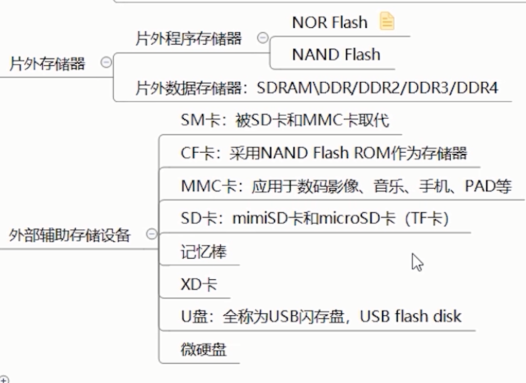 片外存储器
片外程序存储器
NOR Flash
NAND Flash
片外数据存储器：SDRAM\DDR/DDR2/DDR3/DDR4
外部辅助存储设备
SM卡：被SD卡和MMC卡取代
CF卡：采用NAND Flash ROM作为存储器
MMC卡：应用于数码影像、音乐、手机、PAD等
SD卡：mimiSD卡和microSD卡（TF卡）
记忆棒
XD卡
U盘：全称为USB闪存盘，USB flash disk
微硬盘